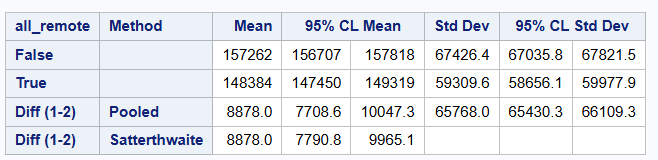 all_remote Method Mean 95% CL Mean Std Dev 95% CL Std Dev
False 157262 156707 157818 67426.4 67035.8 67821.5
True 148384 147450 149319 59309.6 58656.1 59977.9
Diff (1-2) Pooled 8878.0 7708.6 10047.3 65768.0 65430.3 66109.3
Diff (1-2) Satterthwaite 8878.0 7790.8 9965.1